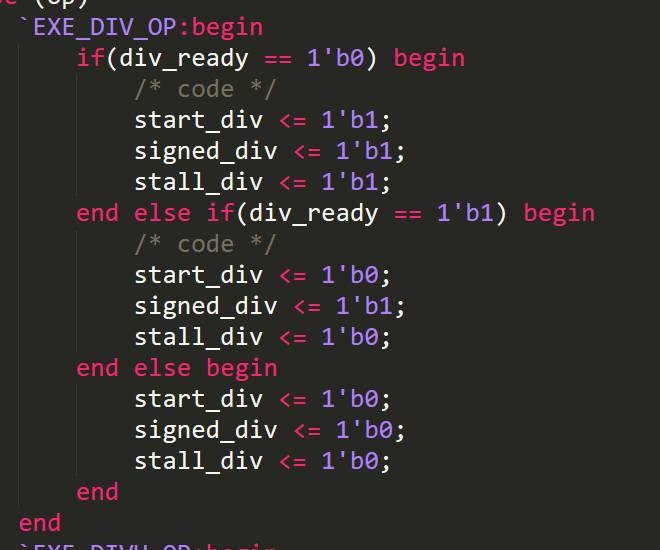 (op)
`EXE_DIV_OP:begin
if(div_ready == 1'b0) begin
/* code */
start_div <= 1'b1;
signed_div <= 1'b1;
stall_div <= 1'b1;
end else if(div_ready == 1'b1) begin
/* code */
start_div <= 1'b0;
signed_div <= 1'b1;
stall_div <= 1'b0;
end else begin
start_div <= 1'b0;
signed_div <= 1'b0;
stall_div <= 1'b0;
end
end
`EXE_DIVU_OP:begin